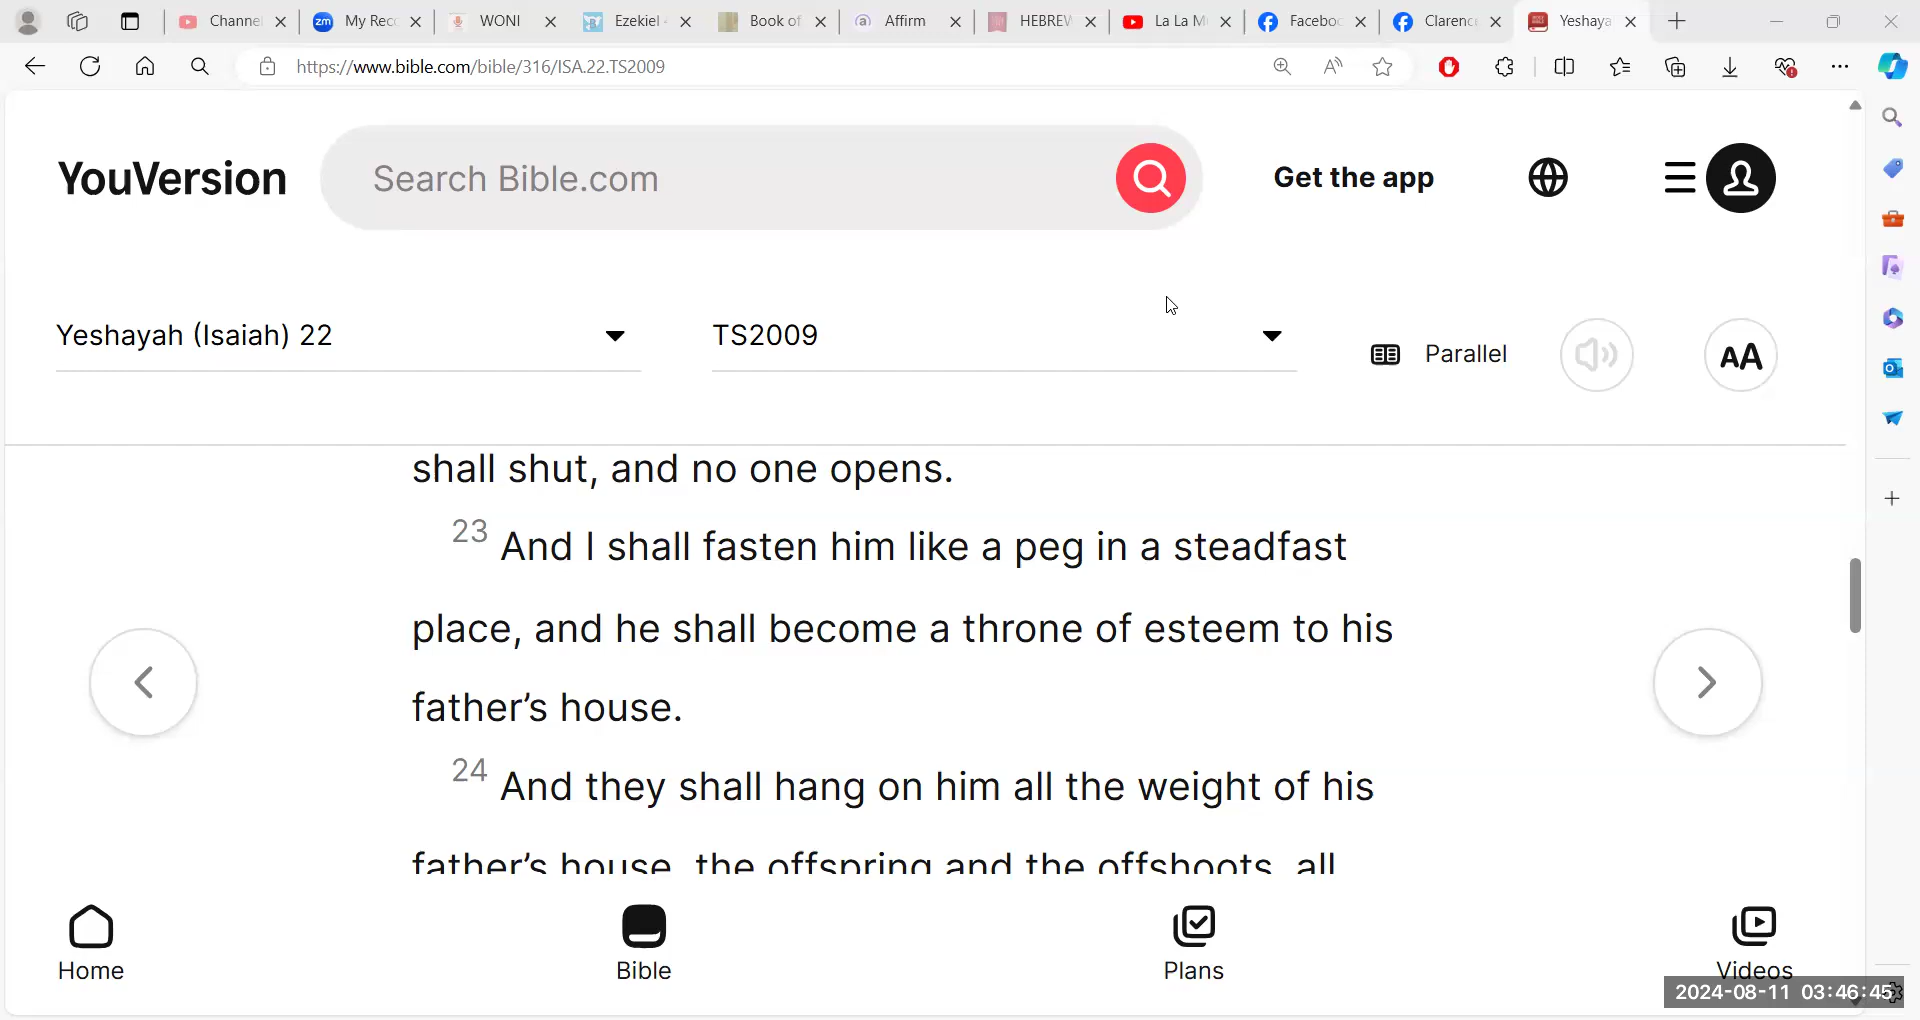 Channe
My Rec
WONI
Ezekiel
Book of
Affirm
HEBREW
La La M
Faceboo
Clarence
Yeshaya
https://www.bible.com/bible/316/ISA.22.TS2009
YouVersion
Search Bible.com
Get the app
Yeshayah (Isaiah) 22
TS2009
Parallel
AA
shall shut, and no one opens.
23 And I shall fasten him like a peg in a steadfast
place, and he shall become a throne of esteem to his
father’s house.
24 And they shall hang on him all the weight of his
father’s house, the offspring and the offshoots, all
Home
Bible
Plans
Videos
2024-08-11 03:46:45